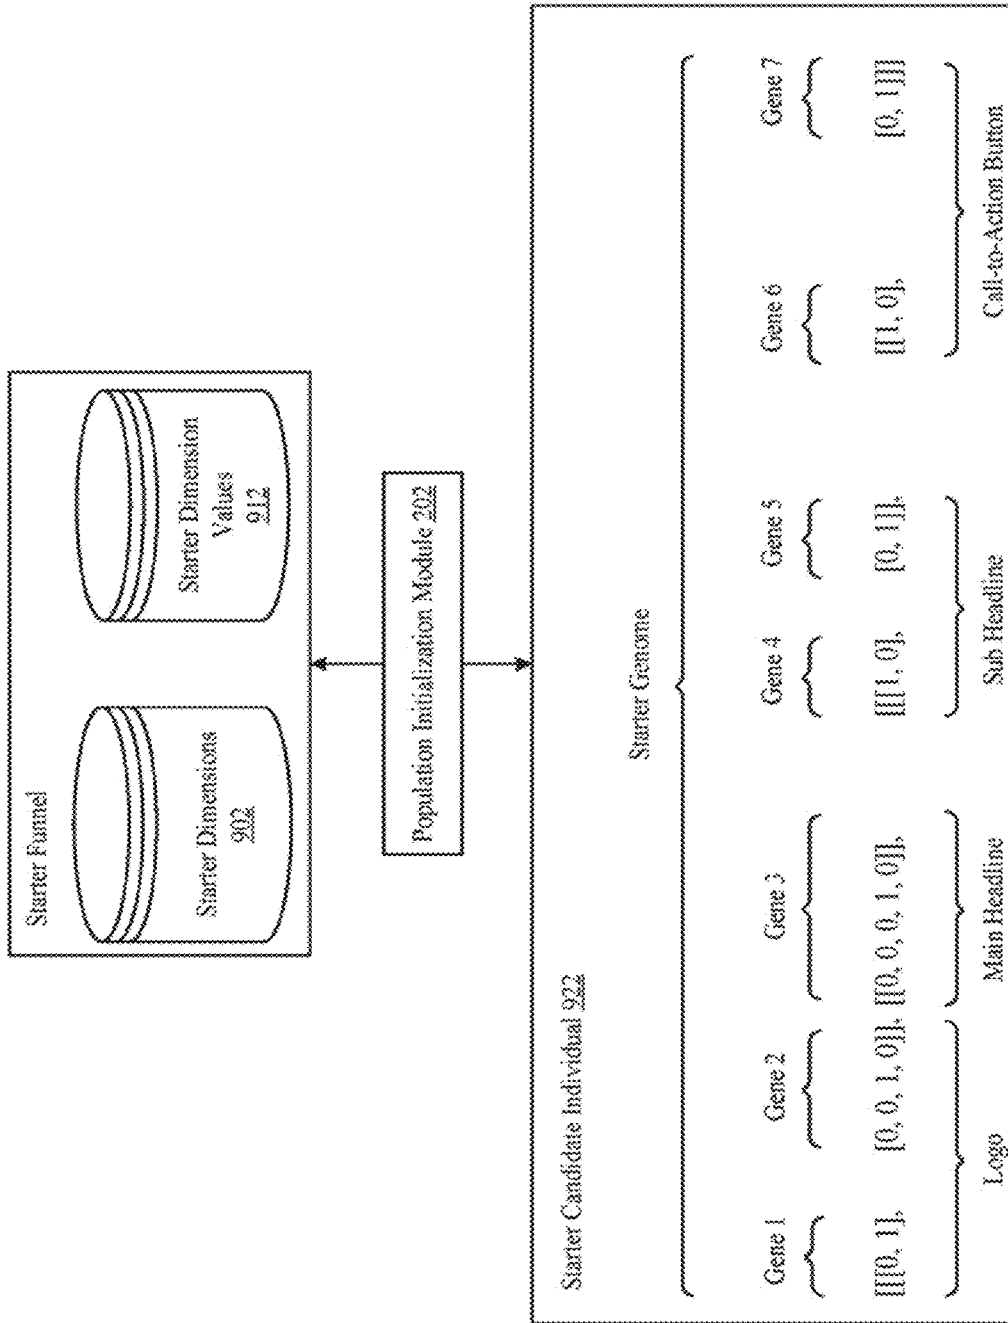 Starter Funnel
Starter Dimensions
902
Starter Dimension
Values
912
Population Initialization Module 202
Starter Candidate Individual 922
Starter Genome
Gene 1
Gene 2
Gene 3
Gene 4
Gene 5
Gene 6
Gene 7
[[[0, 1], [0, 0, 1, 0]], [[0, 0, 0, 1, 0]], [[[1, 0], [0, 1]], [[1, 0], [0, 1]]]
Logo
Main Headline
Sub Headline
Call-to-Action Button